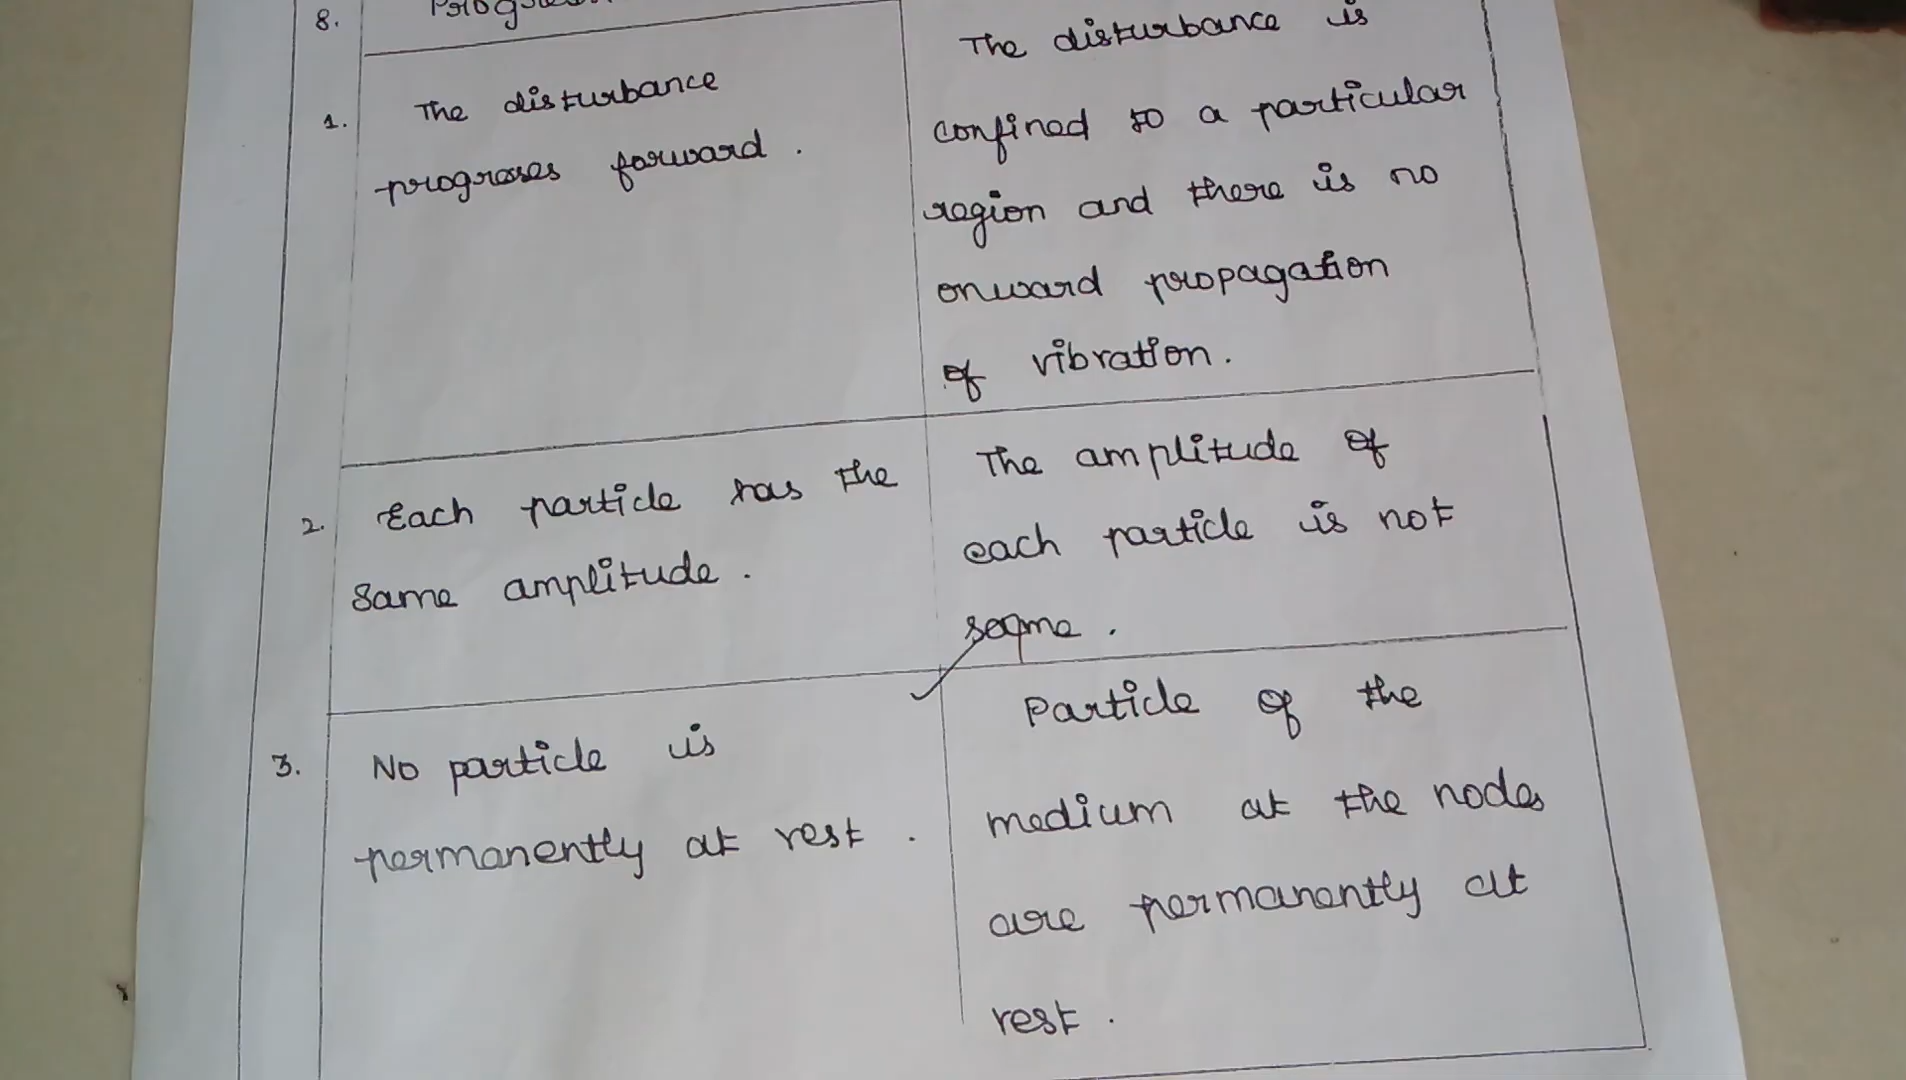 8.
1. The disturbance
progresses forward.
The disturbance is
confined to a particular
region and there is no
onward propagation
of vibration.
2. Each particle has the
same amplitude.
The amplitude of
each particle is not
same.
3. No particle is
permanently at rest.
Particle of the
medium at the nodes
are permanently at
rest.